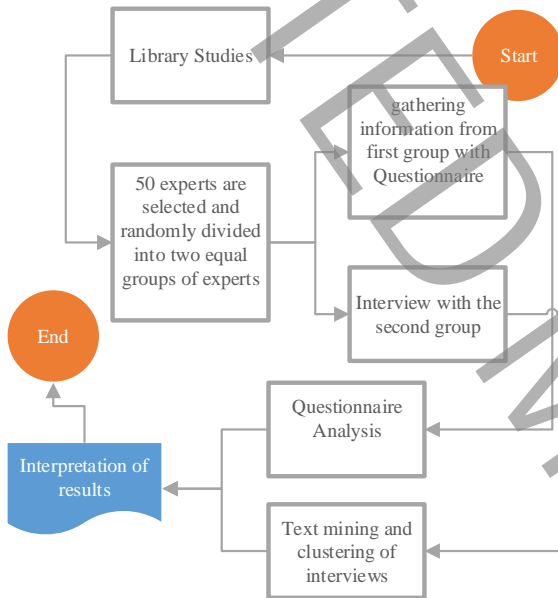 Start
Library Studies
50 experts are
selected and
randomly divided
into two equal
groups of experts
gathering
information from
first group with
Questionnaire
Interview with the
second group
Questionnaire
Analysis
Text mining and
clustering of
interviews
Interpretation of
results
End